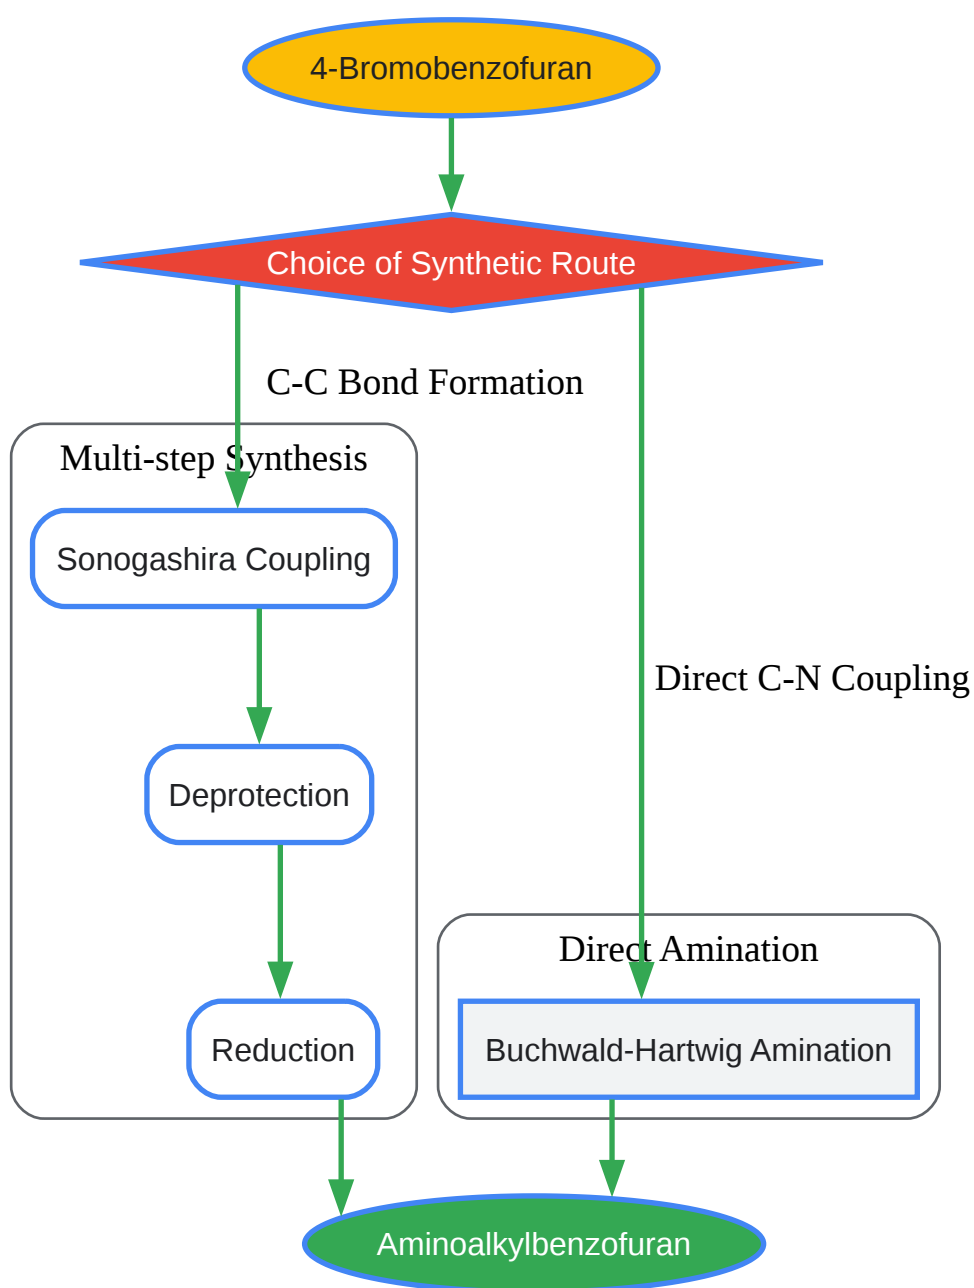 4-Bromobenzofuran
Choice of Synthetic Route
C-C Bond Formation
Multi-step Synthesis
Sonogashira Coupling
Direct C-N Coupling
Deprotection
Direct Amination
Reduction
Buchwald-Hartwig Amination
Aminoalkylbenzofuran